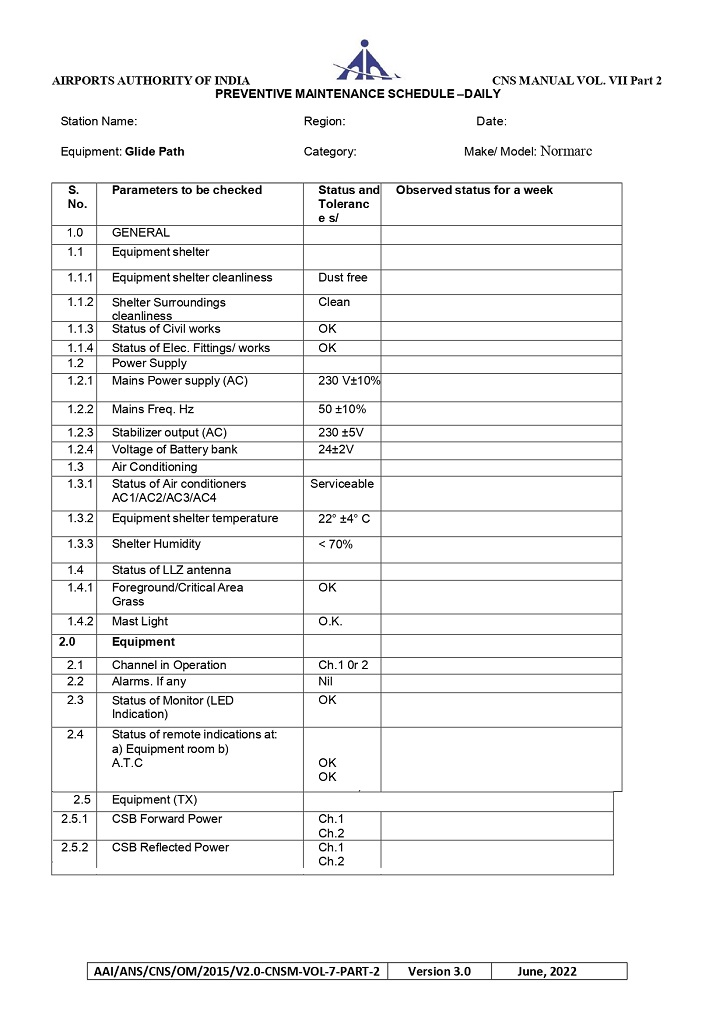 AIRPORTS AUTHORITY OF INDIA CNS MANUAL VOL. VII Part 2
PREVENTIVE MAINTENANCE SCHEDULE –DAILY
Station Name: Region: Date:
Equipment: Glide Path Category: Make/ Model: Normarc
S. Parameters to be checked Status and Observed status for a week
No. Toleranc
e s/
1.0 GENERAL
1.1 Equipment shelter
1.1.1 Equipment shelter cleanliness Dust free
1.1.2 Shelter Surroundings Clean
cleanliness
1.1.3 Status of Civil works OK
1.1.4 Status of Elec. Fittings/ works OK
1.2 Power Supply
1.2.1 Mains Power supply (AC) 230 V±10%
1.2.2 Mains Freq. Hz 50 ±10%
1.2.3 Stabilizer output (AC) 230 ±5V
1.2.4 Voltage of Battery bank 24±2V
1.3 Air Conditioning
1.3.1 Status of Air conditioners Serviceable
AC1/AC2/AC3/AC4
1.3.2 Equipment shelter temperature 22° ±4° C
1.3.3 Shelter Humidity < 70%
1.4 Status of LLZ antenna
1.4.1 Foreground/Critical Area OK
Grass
1.4.2 Mast Light O.K.
2.0 Equipment
2.1 Channel in Operation Ch.1 0r 2
2.2 Alarms. If any Nil
2.3 Status of Monitor (LED OK
Indication)
2.4 Status of remote indications at:
a) Equipment room b)
A.T.C OK
OK
2.5 Equipment (TX)
2.5.1 CSB Forward Power Ch.1
Ch.2
2.5.2 CSB Reflected Power Ch.1
Ch.2
AAI/ANS/CNS/OM/2015/V2.0-CNSM-VOL-7-PART-2 Version 3.0 June, 2022